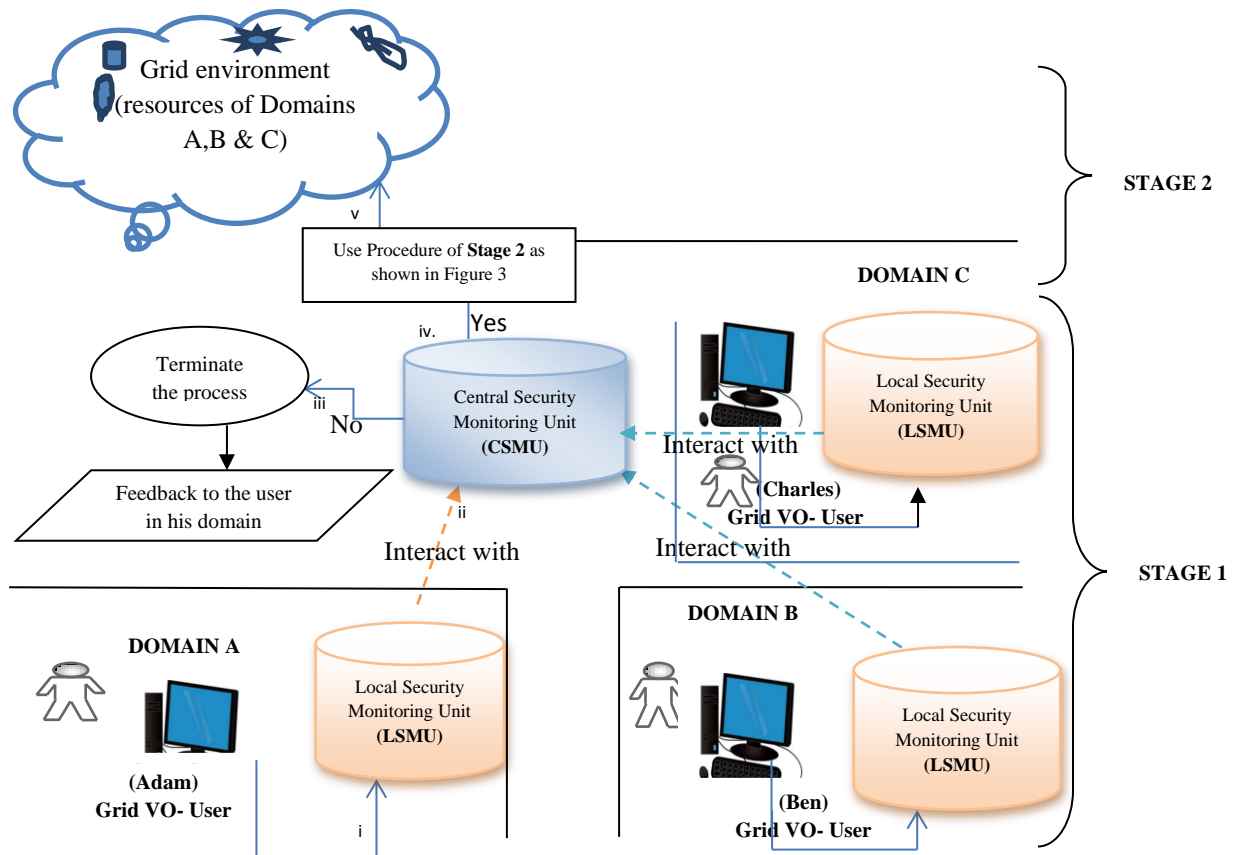 Grid environment
(resources of Domains
A,B & C)
STAGE 2
v
Use Procedure of Stage 2 as
shown in Figure 3
DOMAIN C
iv.
Yes
Terminate
the process
iii
No
Central Security
Monitoring Unit
(CSMU)
Local Security
Monitoring Unit
(LSMU)
Interact with
(Charles)
Grid VO- User
Feedback to the user
in his domain
ii
Interact with
Interact with
STAGE 1
DOMAIN A
Local Security
Monitoring Unit
(LSMU)
(Adam)
Grid VO- User
i
DOMAIN B
Local Security
Monitoring Unit
(LSMU)
(Ben)
Grid VO- User